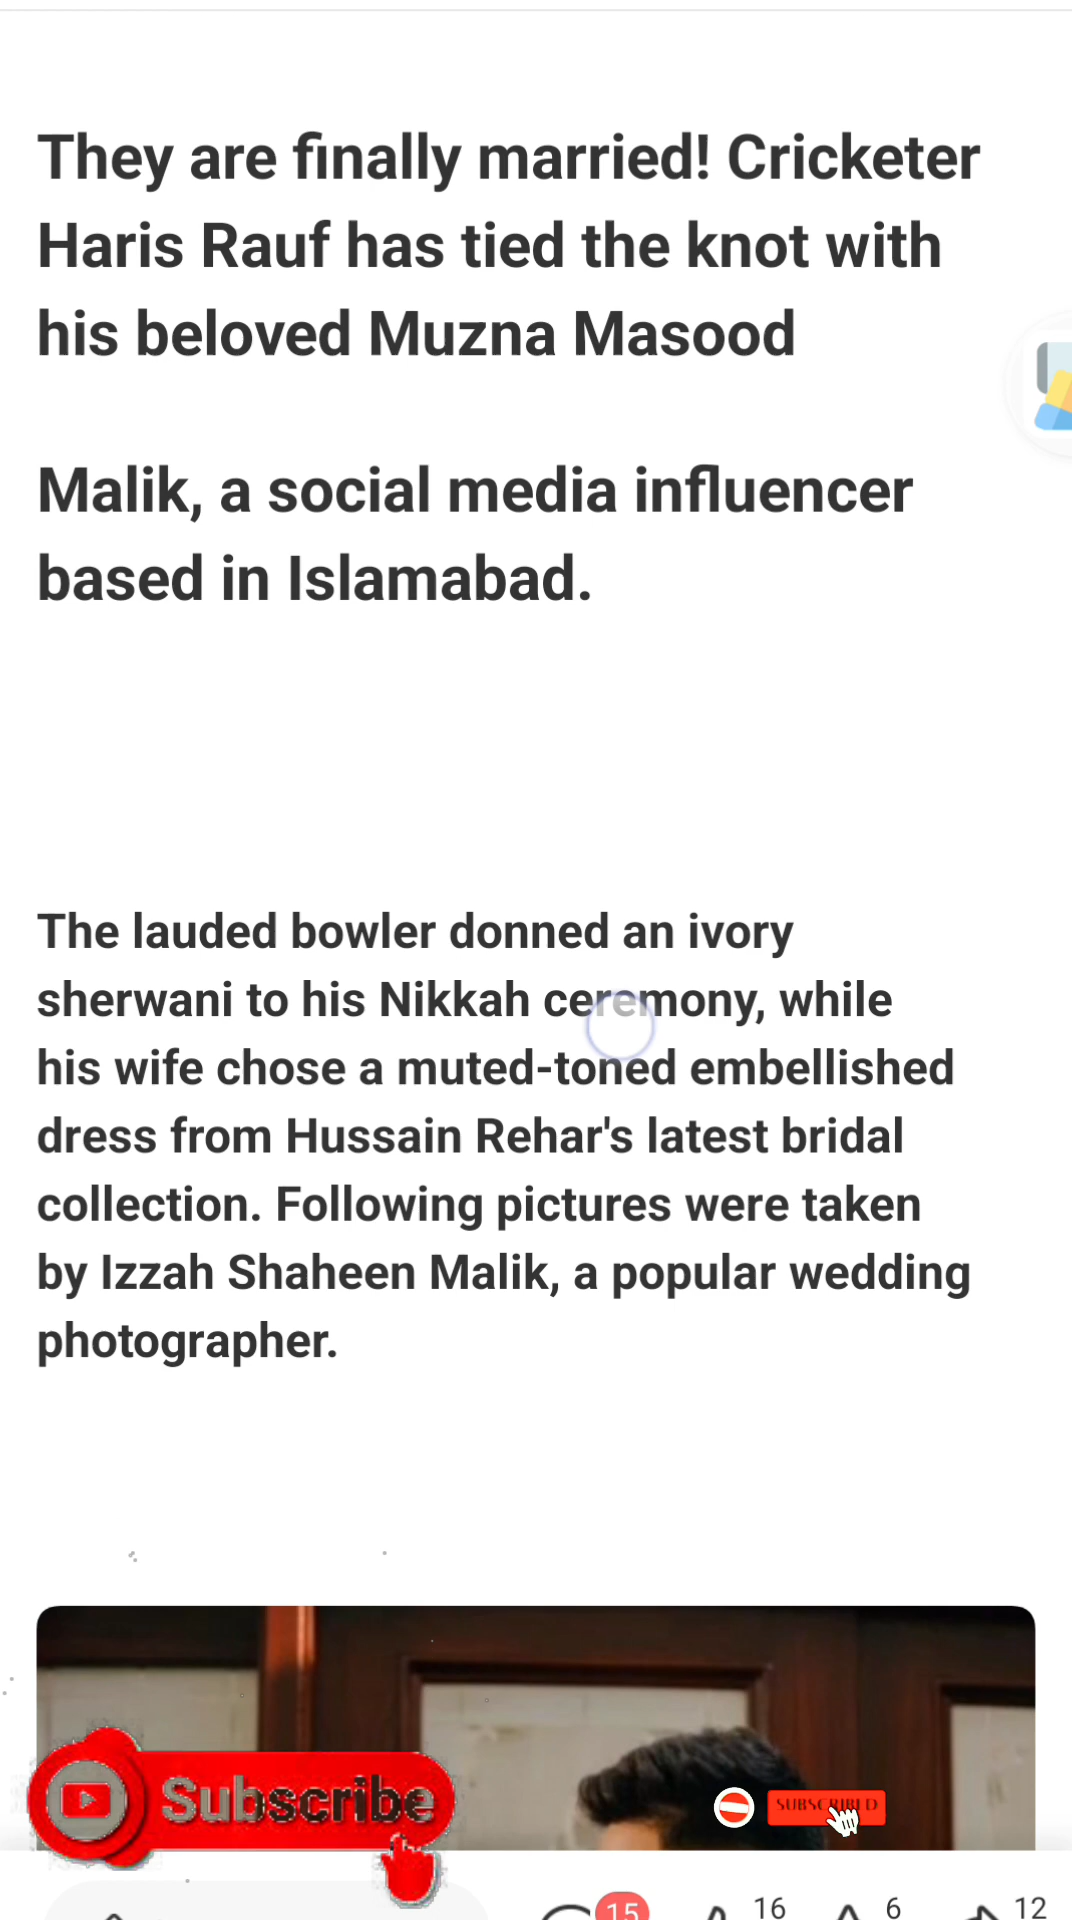 They are finally married! Cricketer
Haris Rauf has tied the knot with
his beloved Muzna Masood
Malik, a social media influencer
based in Islamabad.
The lauded bowler donned an ivory
sherwani to his Nikkah ceremony, while
his wife chose a muted-toned embellished
dress from Hussain Rehar's latest bridal
collection. Following pictures were taken
by Izzah Shaheen Malik, a popular wedding
photographer.
Subscribe
SUBSCRIBED
15
16
6
12